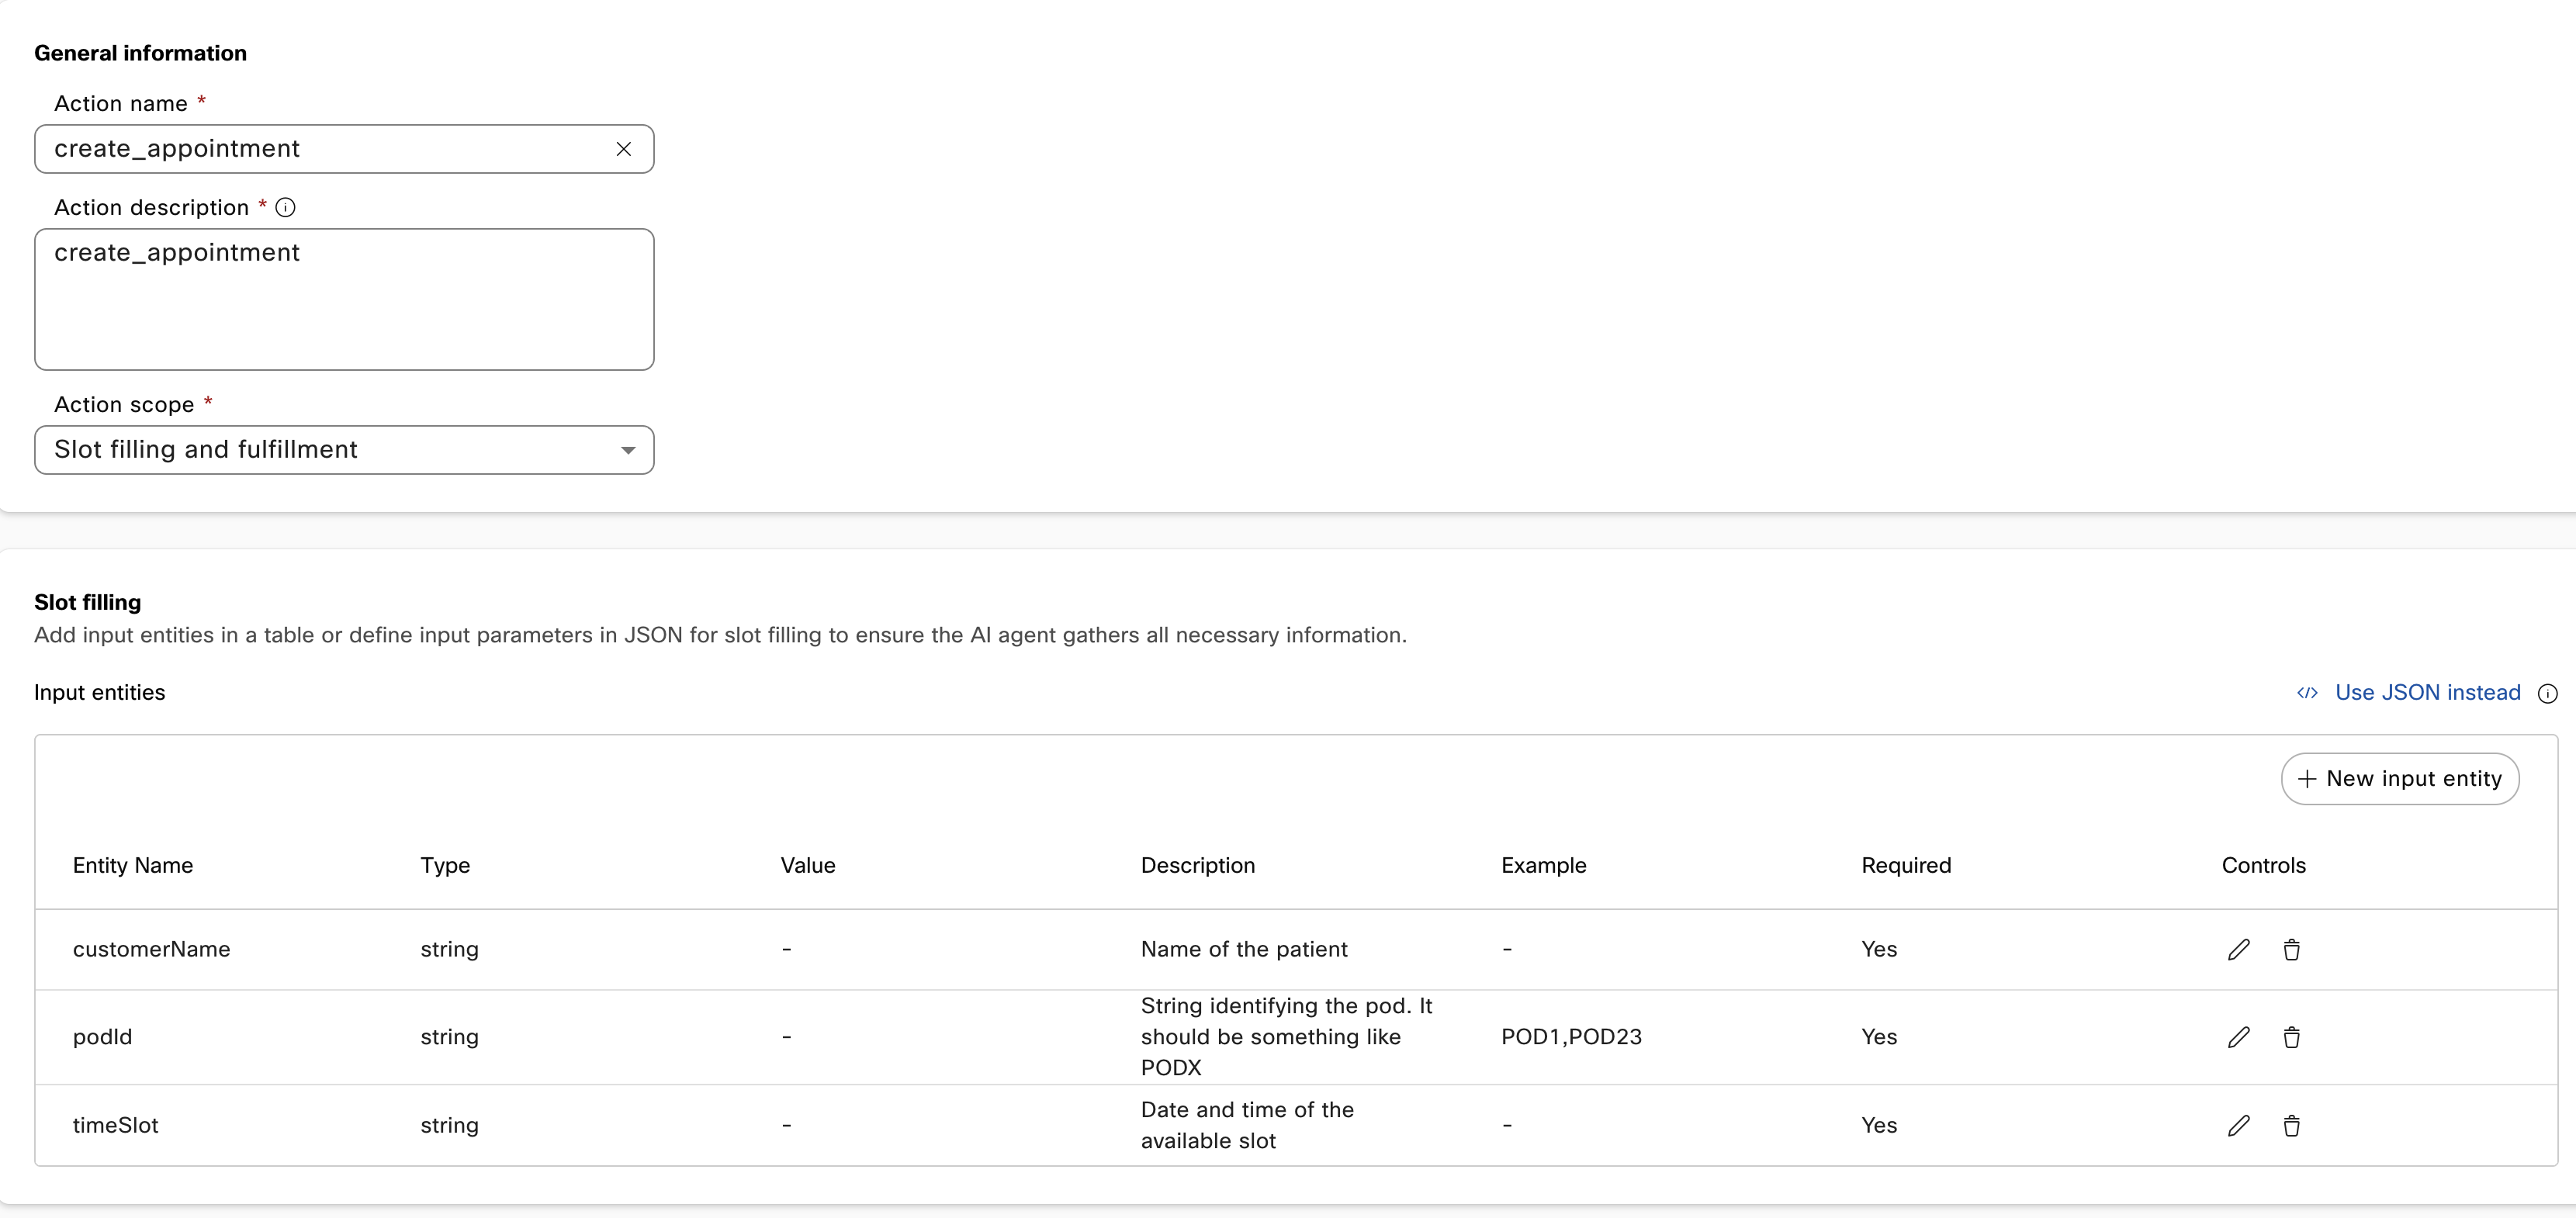 General information
Action name *
create_appointment
Action description *
create_appointment
Action scope *
Slot filling and fulfillment
Slot filling
Add input entities in a table or define input parameters in JSON for slot filling to ensure the AI agent gathers all necessary information.
Input entities
</> Use JSON instead
+ New input entity
Entity Name Type Value Description Example Required Controls
customerName string - Name of the patient - Yes
podId string - String identifying the pod. It should be something like PODX POD1,POD23 Yes
timeSlot string - Date and time of the available slot - Yes